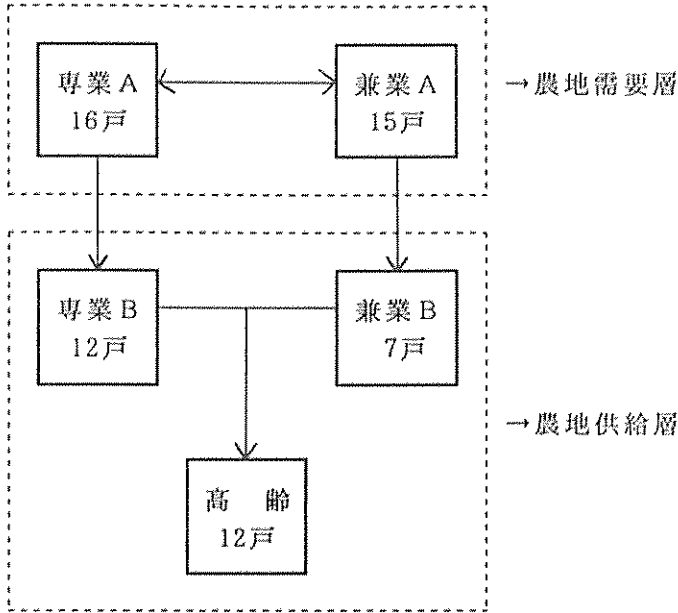 専業A
16戸
兼業A
15戸
→農地需要層
専業B
12戸
兼業B
7戸
→農地供給層
高 齢
12戸